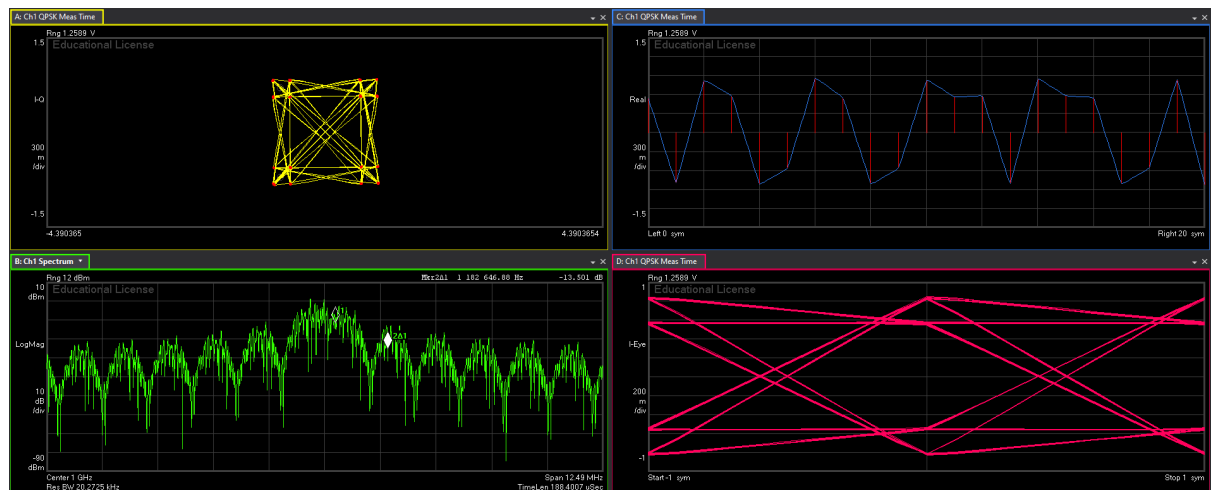 A: Ch1 QPSK Meas Time
Rng 1.2589 V
1.5
Educational License
I-Q
300
m
/div
-1.5
-4.390365
4.3903654
C: Ch1 QPSK Meas Time
Rng 1.2589 V
1.5
Educational License
Real
300
m
/div
-1.5
Left 0 sym
Right 20 sym
B: Ch1 Spectrum
Rng 12 dBm
Mkr2Δ1 1 182 646.88 Hz -13.501 dB
10
dBm
Educational License
LogMag
2Δ1
10
dB
/div
-90
dBm
Center 1 GHz
Span 12.49 MHz
Res BW 20.2725 kHz
TimeLen 188.4007 uSec
D: Ch1 QPSK Meas Time
Rng 1.2589 V
1
Educational License
I-Eye
200
m
/div
-1
Start -1 sym
Stop 1 sym